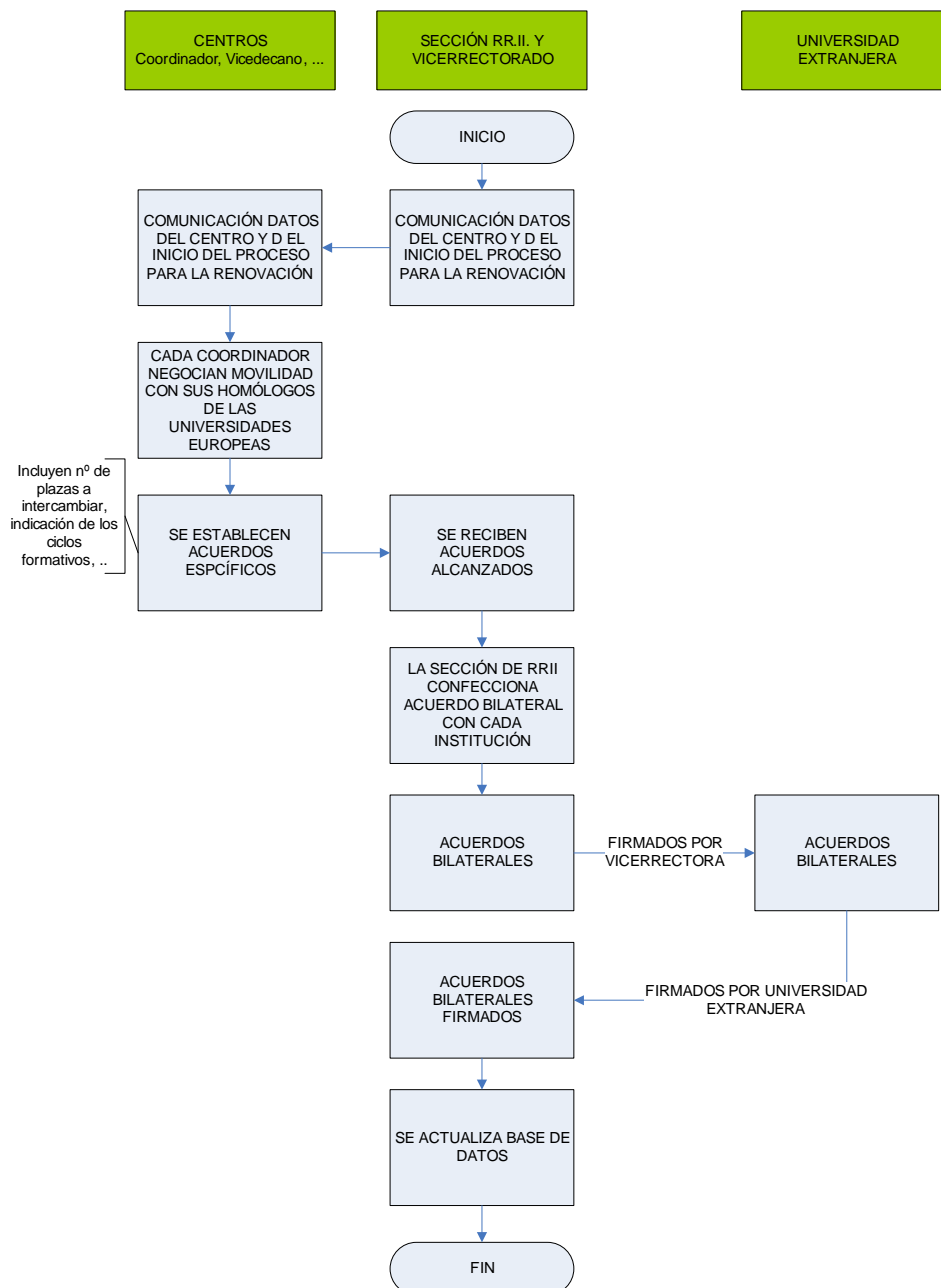 CENTROS
Coordinador, Vicedecano, ...
SECCIÓN RR.II. Y
VICERRECTORADO
UNIVERSIDAD
EXTRANJERA
INICIO
COMUNICACIÓN DATOS
DEL CENTRO Y D EL
INICIO DEL PROCESO
PARA LA RENOVACIÓN
COMUNICACIÓN DATOS
DEL CENTRO Y D EL
INICIO DEL PROCESO
PARA LA RENOVACIÓN
CADA COORDINADOR
NEGOCIAN MOVILIDAD
CON SUS HOMÓLOGOS
DE LAS
UNIVERSIDADES
EUROPEAS
Incluyen nº de
plazas a
intercambiar,
indicación de los
ciclos
formativos, ..
SE ESTABLECEN
ACUERDOS
ESPCÍFICOS
SE RECIBEN
ACUERDOS
ALCANZADOS
LA SECCIÓN DE RRII
CONFECCIONA
ACUERDO BILATERAL
CON CADA
INSTITUCIÓN
ACUERDOS
BILATERALES
FIRMADOS POR
VICERRECTORA
ACUERDOS
BILATERALES
ACUERDOS
BILATERALES
FIRMADOS
FIRMADOS POR UNIVERSIDAD
EXTRANJERA
SE ACTUALIZA BASE DE
DATOS
FIN